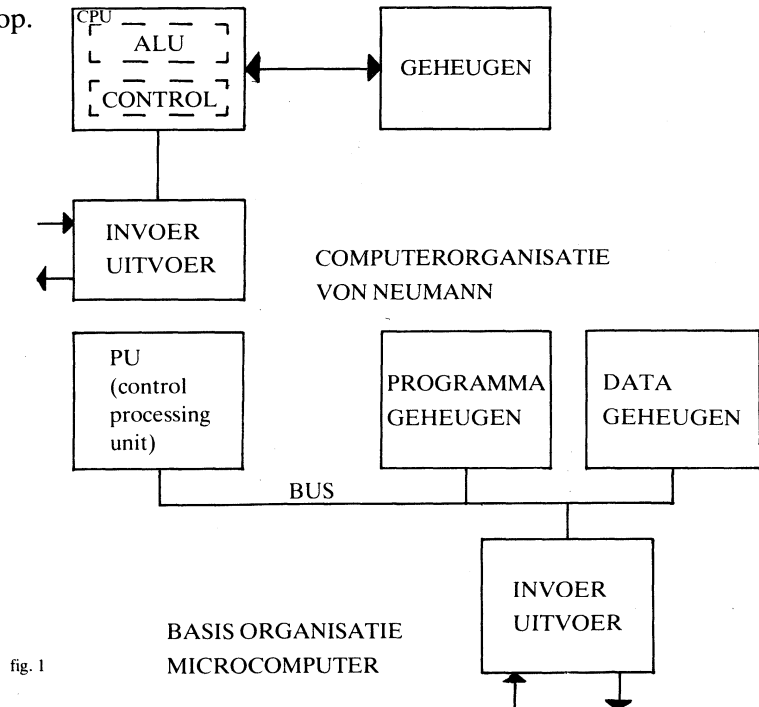 op.
CPU
ALU
CONTROL
GEHEUGEN
INVOER
UITVOER
COMPUTERORGANISATIE
VON NEUMANN
PU
(control
processing
unit)
PROGRAMMA
GEHEUGEN
DATA
GEHEUGEN
BUS
INVOER
UITVOER
BASIS ORGANISATIE
MICROCOMPUTER
fig. 1